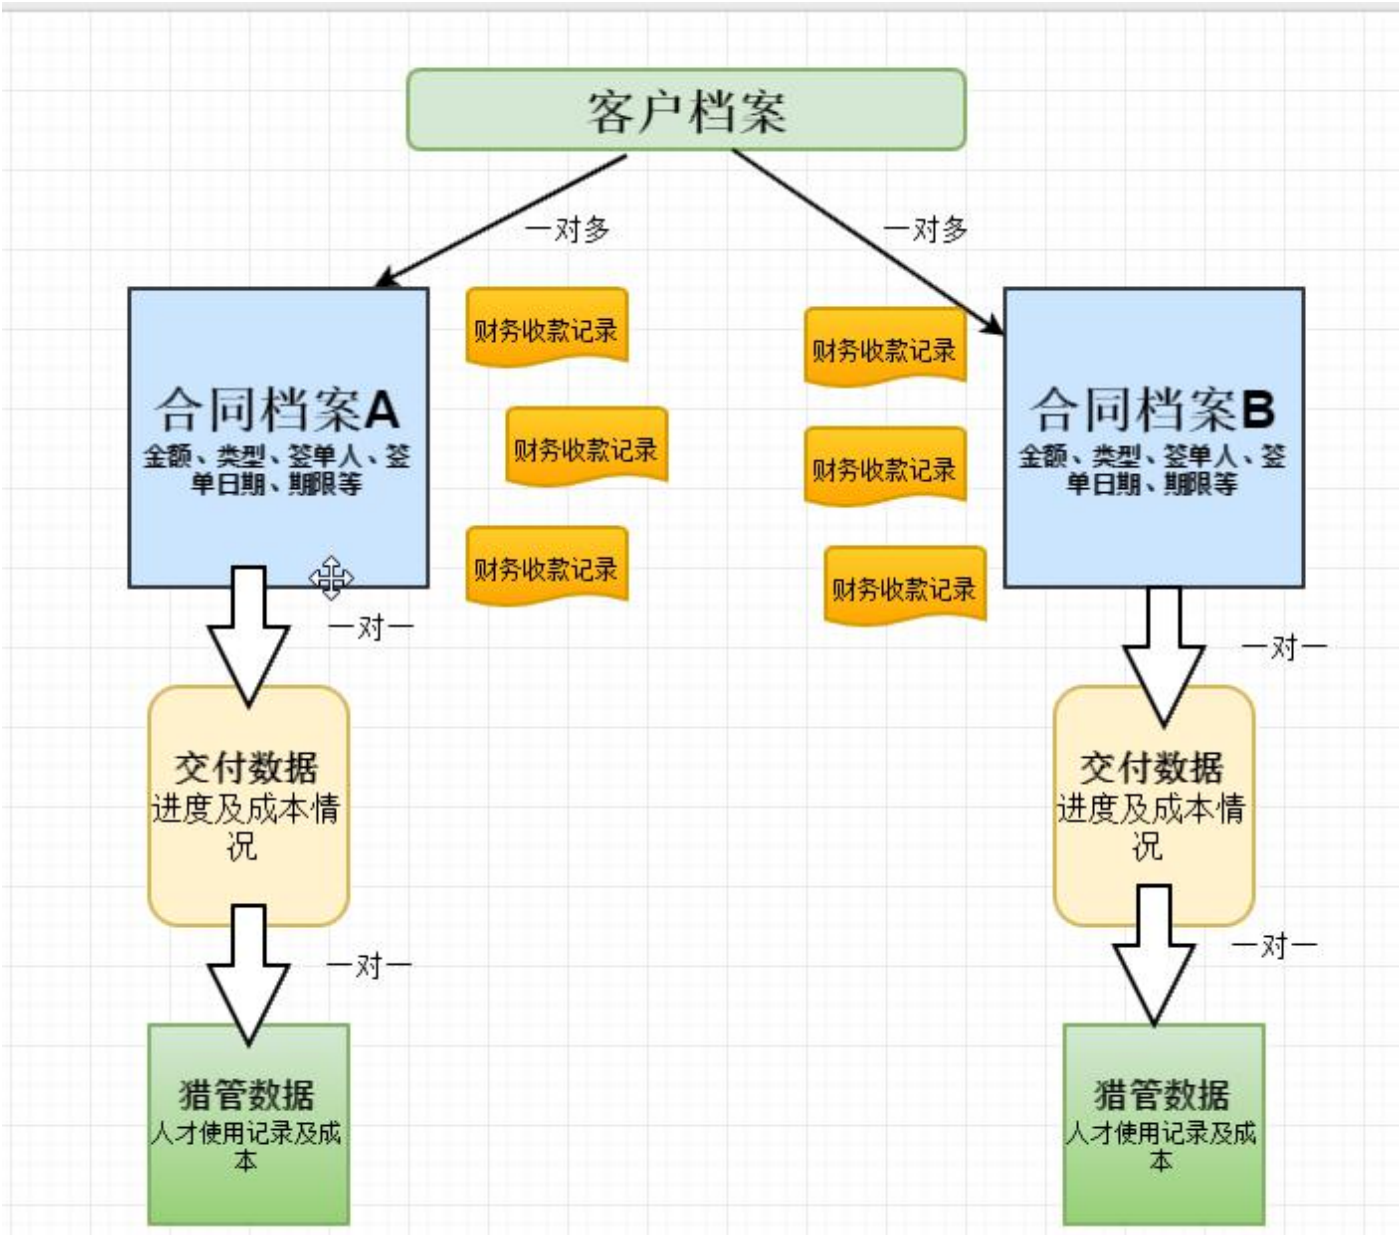 客户档案
一对多
一对多
财务收款记录
财务收款记录
财务收款记录
合同档案A
金额、类型、签单人、签
单日期、期限等
财务收款记录
财务收款记录
财务收款记录
合同档案B
金额、类型、签单人、签
单日期、期限等
一对一
一对一
交付数据
进度及成本情
况
交付数据
进度及成本情
况
一对一
一对一
猎管数据
人才使用记录及成
本
猎管数据
人才使用记录及成
本